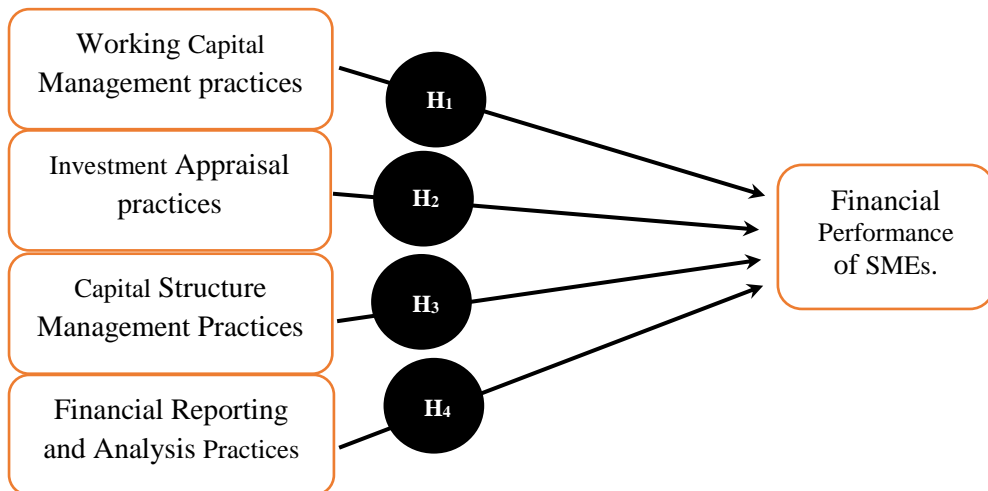 Working Capital
Management practices
H1
Investment Appraisal
practices
H2
Financial
Performance
of SMEs.
Capital Structure
Management Practices
H3
Financial Reporting
and Analysis Practices
H4